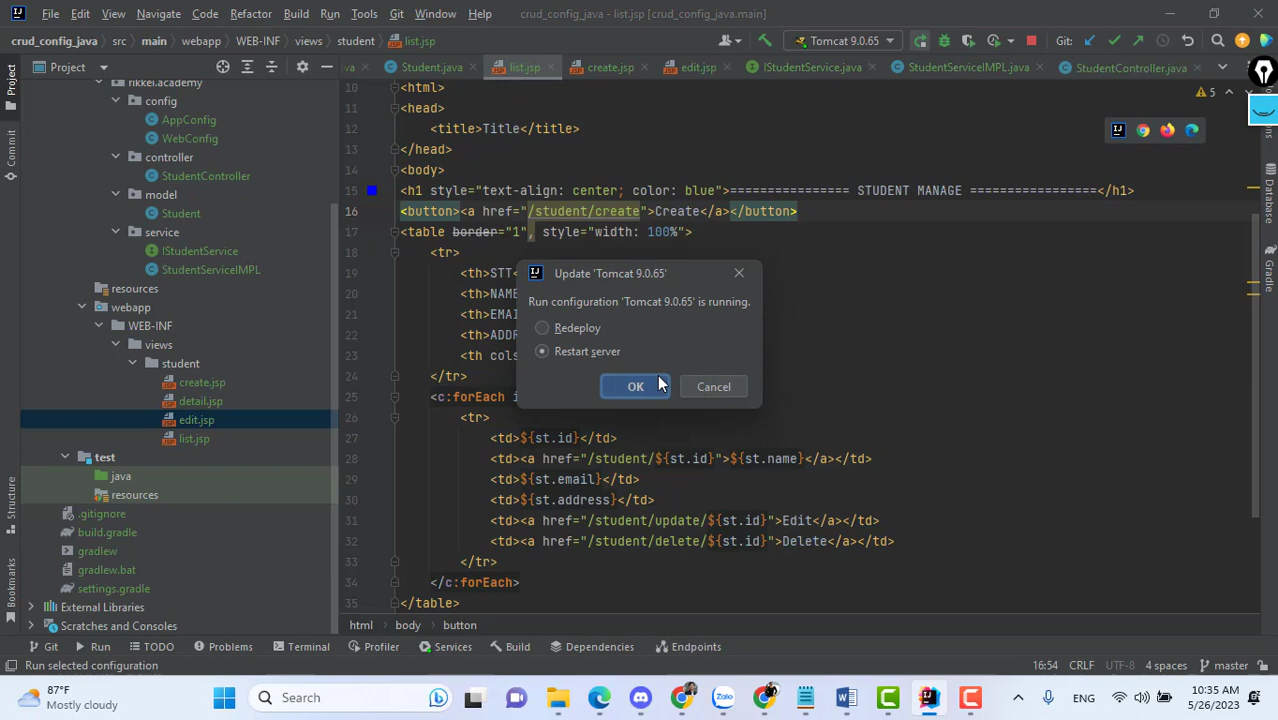 File Edit View Navigate Code Refactor Build Run Tools Git Window Help crud_config_java [crud_config_java.main]
crud_config_java src main webapp WEB-INF views student list.jsp Tomcat 9.0.65 Git:
Project
va Student.java list.jsp create.jsp edit.jsp IStudentService.java StudentServiceIMPL.java StudentController.java
rikkei.academy
config
AppConfig
WebConfig
controller
StudentController
model
Student
service
IStudentService
StudentServiceIMPL
resources
webapp
WEB-INF
views
student
create.jsp
detail.jsp
edit.jsp
list.jsp
test
java
resources
.gitignore
build.gradle
gradlew
gradlew.bat
settings.gradle
External Libraries
Scratches and Consoles
Project
Commit
Structure
Bookmarks
10 <html>
11 <head>
12 <title>Title</title>
13 </head>
14 <body>
15 <h1 style="text-align: center; color: blue">================ STUDENT MANAGE =================</h1>
16 <button><a href="/student/create">Create</a></button>
17 <table border="1", style="width: 100%">
18 <tr>
19 <th>STT<
20 <th>NAME
21 <th>EMAI
22 <th>ADDR
23 <th cols
24 </tr>
25 <c:forEach i
26 <tr>
27 <td>${st.id}</td>
28 <td><a href="/student/${st.id}">${st.name}</a></td>
29 <td>${st.email}</td>
30 <td>${st.address}</td>
31 <td><a href="/student/update/${st.id}">Edit</a></td>
32 <td><a href="/student/delete/${st.id}">Delete</a></td>
33 </tr>
34 </c:forEach>
35 </table>
5
Database
Gradle
Update 'Tomcat 9.0.65'
Run configuration 'Tomcat 9.0.65' is running.
Redeploy
Restart server
OK Cancel
html body button
Git Run TODO Problems Terminal Profiler Services Build Dependencies Endpoints
Run selected configuration 16:54 CRLF UTF-8 4 spaces master
87°F
Mostly cloudy
Search
Zalo
ENG
10:35 AM
5/26/2023